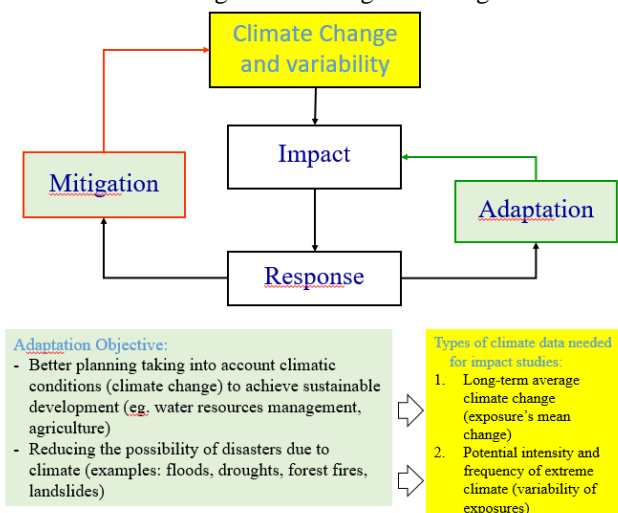 Climate Change
and variability
Impact
Mitigation
Adaptation
Response
Adaptation Objective:
- Better planning taking into account climatic
conditions (climate change) to achieve sustainable
development (eg. water resources management,
agriculture)
- Reducing the possibility of disasters due to
climate (examples: floods, droughts, forest fires,
landslides)
Types of climate data needed
for impact studies:
1. Long-term average
climate change
(exposure's mean
change)
2. Potential intensity and
frequency of extreme
climate (variability of
exposures)